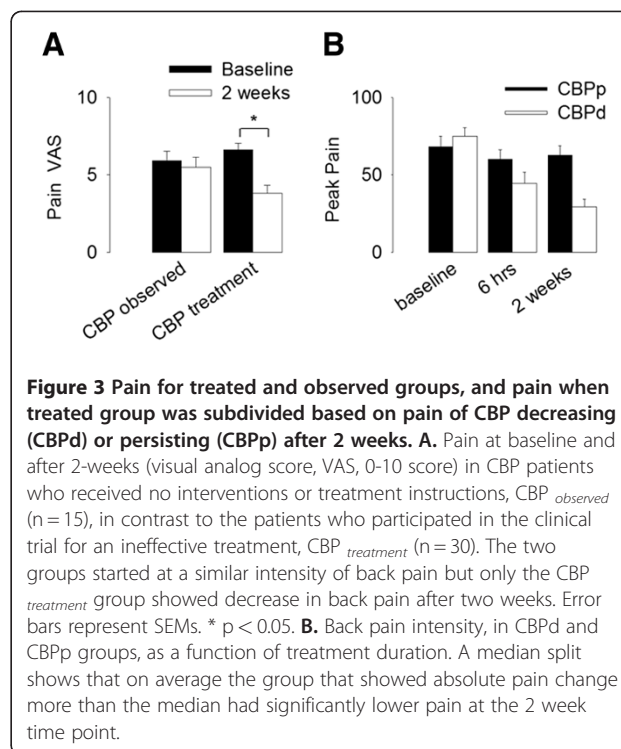 A
B
Baseline
2 weeks
CBPp
CBPd
10
5
0
Pain VAS
*
CBP observed
CBP treatment
100
50
0
Peak Pain
baseline
6 hrs
2 weeks
Figure 3 Pain for treated and observed groups, and pain when
treated group was subdivided based on pain of CBP decreasing
(CBPd) or persisting (CBPp) after 2 weeks. A. Pain at baseline and
after 2-weeks (visual analog score, VAS, 0-10 score) in CBP patients
who received no interventions or treatment instructions, CBP observed
(n = 15), in contrast to the patients who participated in the clinical
trial for an ineffective treatment, CBP treatment (n = 30). The two
groups started at a similar intensity of back pain but only the CBP
treatment group showed decrease in back pain after two weeks. Error
bars represent SEMs. * p < 0.05. B. Back pain intensity, in CBPd and
CBPp groups, as a function of treatment duration. A median split
shows that on average the group that showed absolute pain change
more than the median had significantly lower pain at the 2 week
time point.